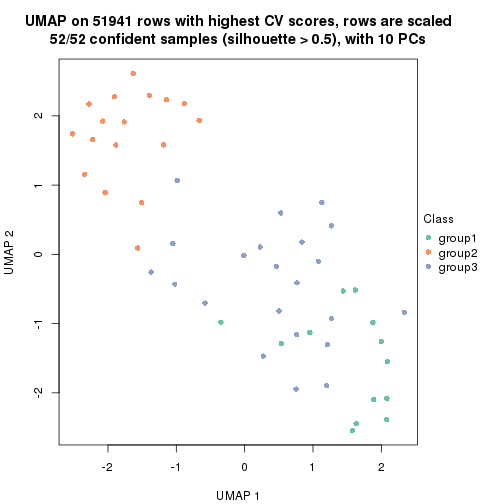 UMAP on 51941 rows with highest CV scores, rows are scaled
52/52 confident samples (silhouette > 0.5), with 10 PCs
UMAP 2
2
1
0
-1
-2
-2
-1
0
1
2
UMAP 1
Class
group1
group2
group3